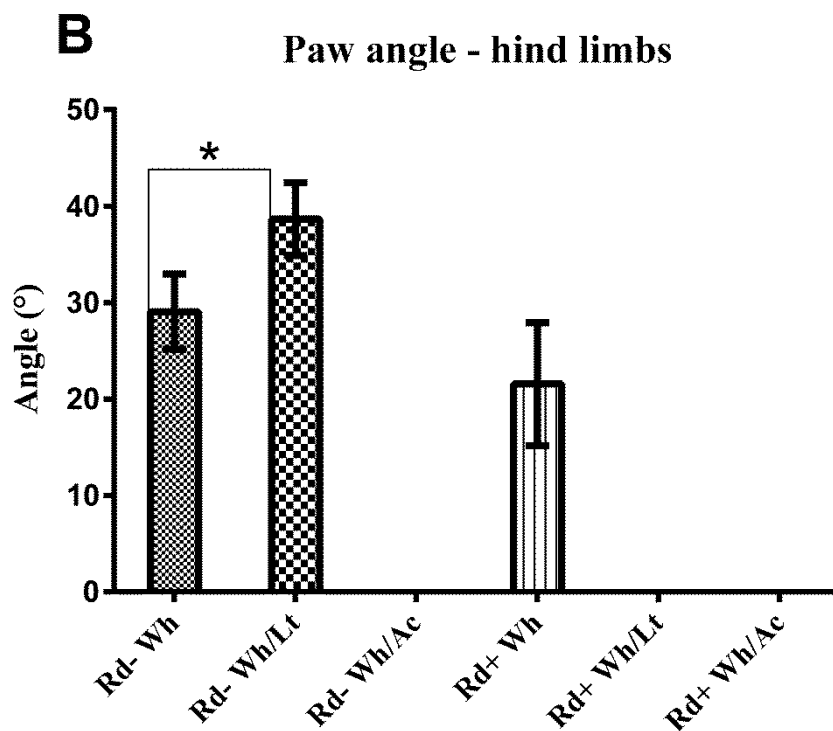 B
Paw angle - hind limbs
50
40
30
20
10
0
Angle (°)
*
Rd- Wh
Rd- Wh/Lt
Rd- Wh/Ac
Rd+ Wh
Rd+ Wh/Lt
Rd+ Wh/Ac